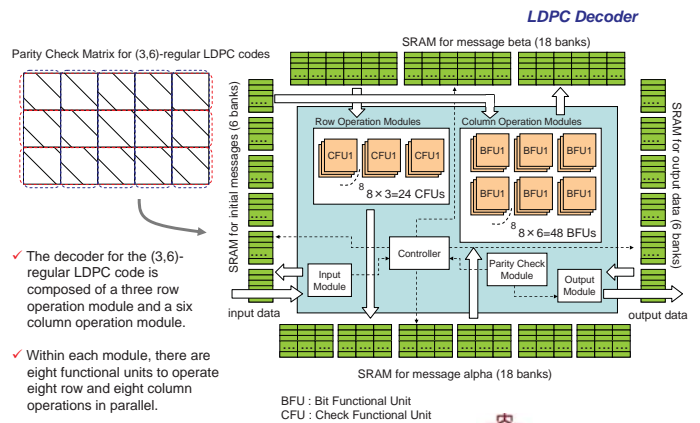 LDPC Decoder
Parity Check Matrix for (3,6)-regular LDPC codes
SRAM for message beta (18 banks)
SRAM for initial messages (6 banks)
SRAM for output data (6 banks)
Row Operation Modules
Column Operation Modules
CFU1 CFU1 CFU1
8
8×3=24 CFUs
BFU1 BFU1 BFU1
BFU1 BFU1 BFU1
8
8×6=48 BFUs
Controller
Input
Module
Parity Check
Module
Output
Module
input data
output data
SRAM for message alpha (18 banks)
✓ The decoder for the (3,6)-
regular LDPC code is
composed of a three row
operation module and a six
column operation module.
✓ Within each module, there are
eight functional units to operate
eight row and eight column
operations in parallel.
BFU : Bit Functional Unit
CFU : Check Functional Unit